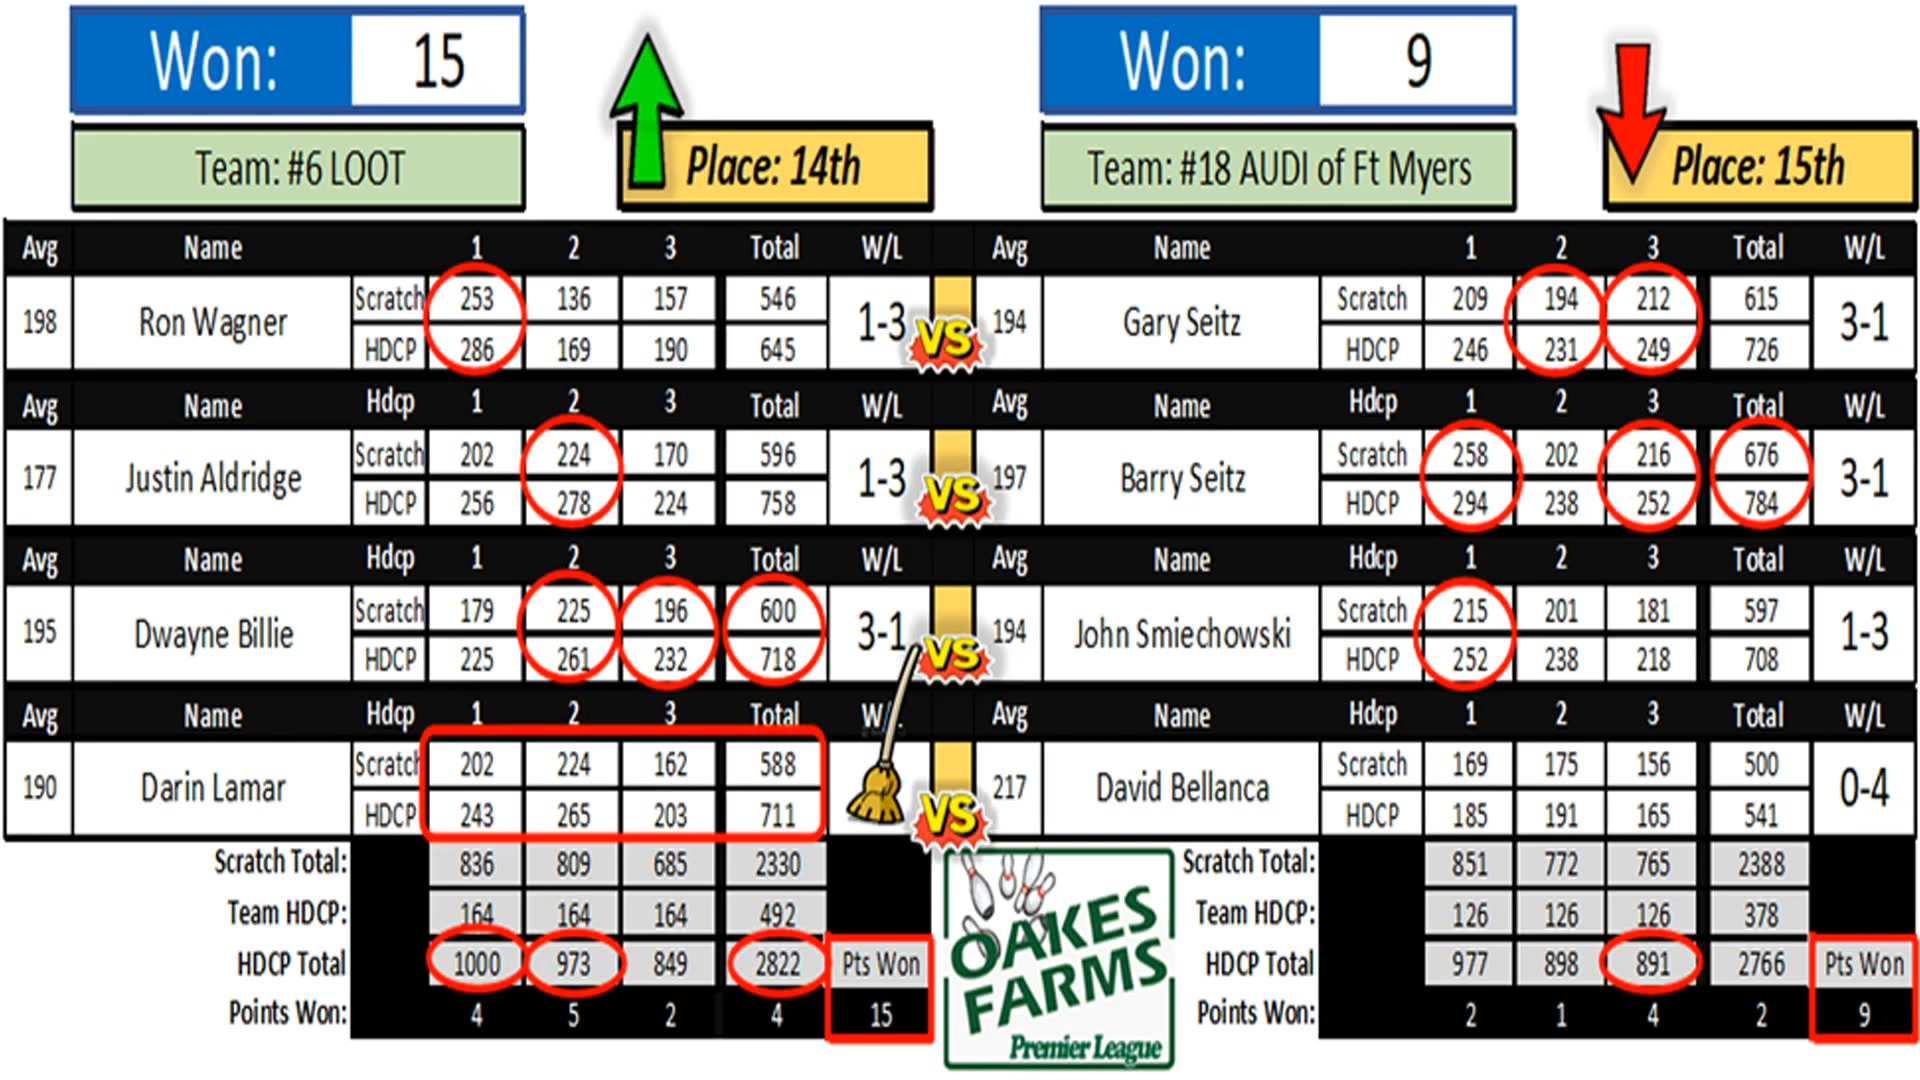 Won: 15 Won: 9
Team: #6 LOOT Place: 14th Team: #18 AUDI of Ft Myers Place: 15th
Avg Name 1 2 3 Total W/L Avg Name 1 2 3 Total W/L
198 Ron Wagner Scratch 253 136 157 546 1-3 VS 194 Gary Seitz Scratch 209 194 212 615 3-1
HDCP 286 169 190 645 HDCP 246 231 249 726
Avg Name Hdcp 1 2 3 Total W/L Avg Name Hdcp 1 2 3 Total W/L
177 Justin Aldridge Scratch 202 224 170 596 1-3 VS 197 Barry Seitz Scratch 258 202 216 676 3-1
HDCP 256 278 224 758 HDCP 294 238 252 784
Avg Name Hdcp 1 2 3 Total W/L Avg Name Hdcp 1 2 3 Total W/L
195 Dwayne Billie Scratch 179 225 196 600 3-1 VS 194 John Smiechowski Scratch 215 201 181 597 1-3
HDCP 225 261 232 718 HDCP 252 238 218 708
Avg Name Hdcp 1 2 3 Total W/L Avg Name Hdcp 1 2 3 Total W/L
190 Darin Lamar Scratch 202 224 162 588 VS 217 David Bellanca Scratch 169 175 156 500 0-4
HDCP 243 265 203 711 HDCP 185 191 165 541
Scratch Total: 836 809 685 2330 Scratch Total: 851 772 765 2388
Team HDCP: 164 164 164 492 Team HDCP: 126 126 126 378
HDCP Total 1000 973 849 2822 Pts Won HDCP Total 977 898 891 2766 Pts Won
Points Won: 4 5 2 4 15 Points Won: 2 1 4 2 9
OAKES
FARMS
Premier League